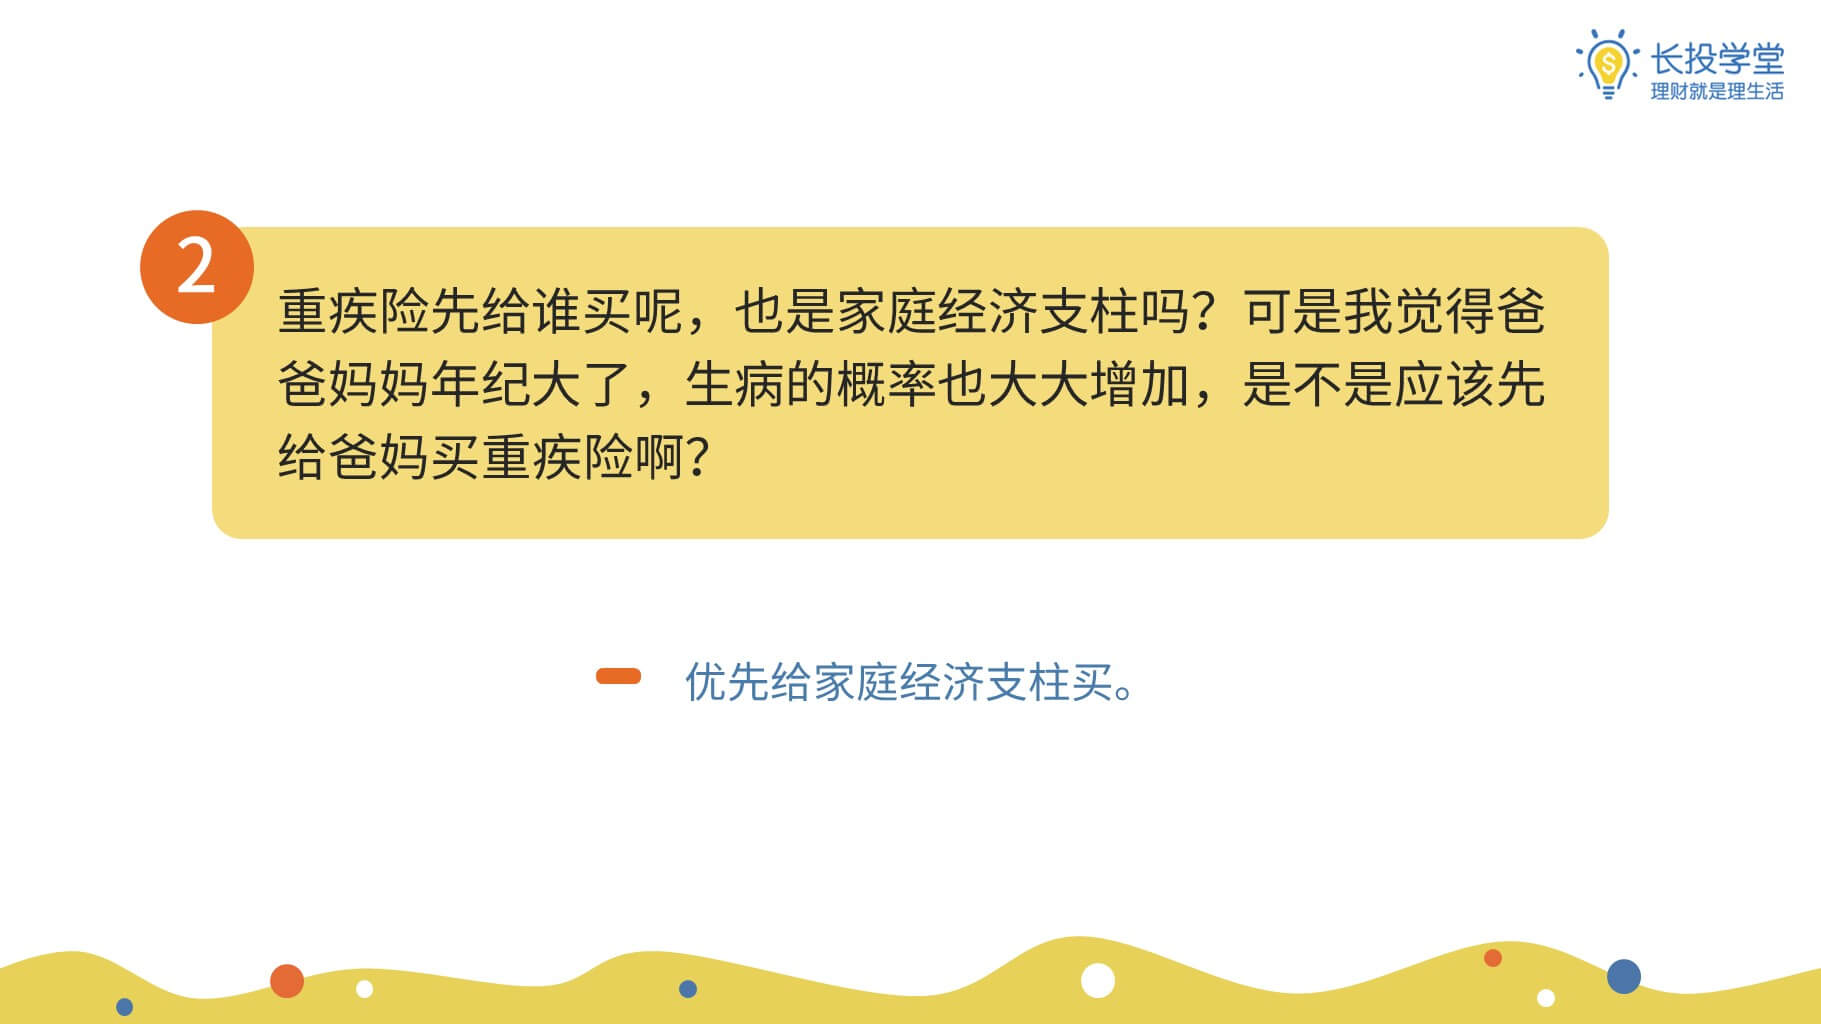 长投学堂
理财就是理生活
2
重疾险先给谁买呢，也是家庭经济支柱吗？可是我觉得爸
爸妈妈年纪大了，生病的概率也大大增加，是不是应该先
给爸妈买重疾险啊？
优先给家庭经济支柱买。